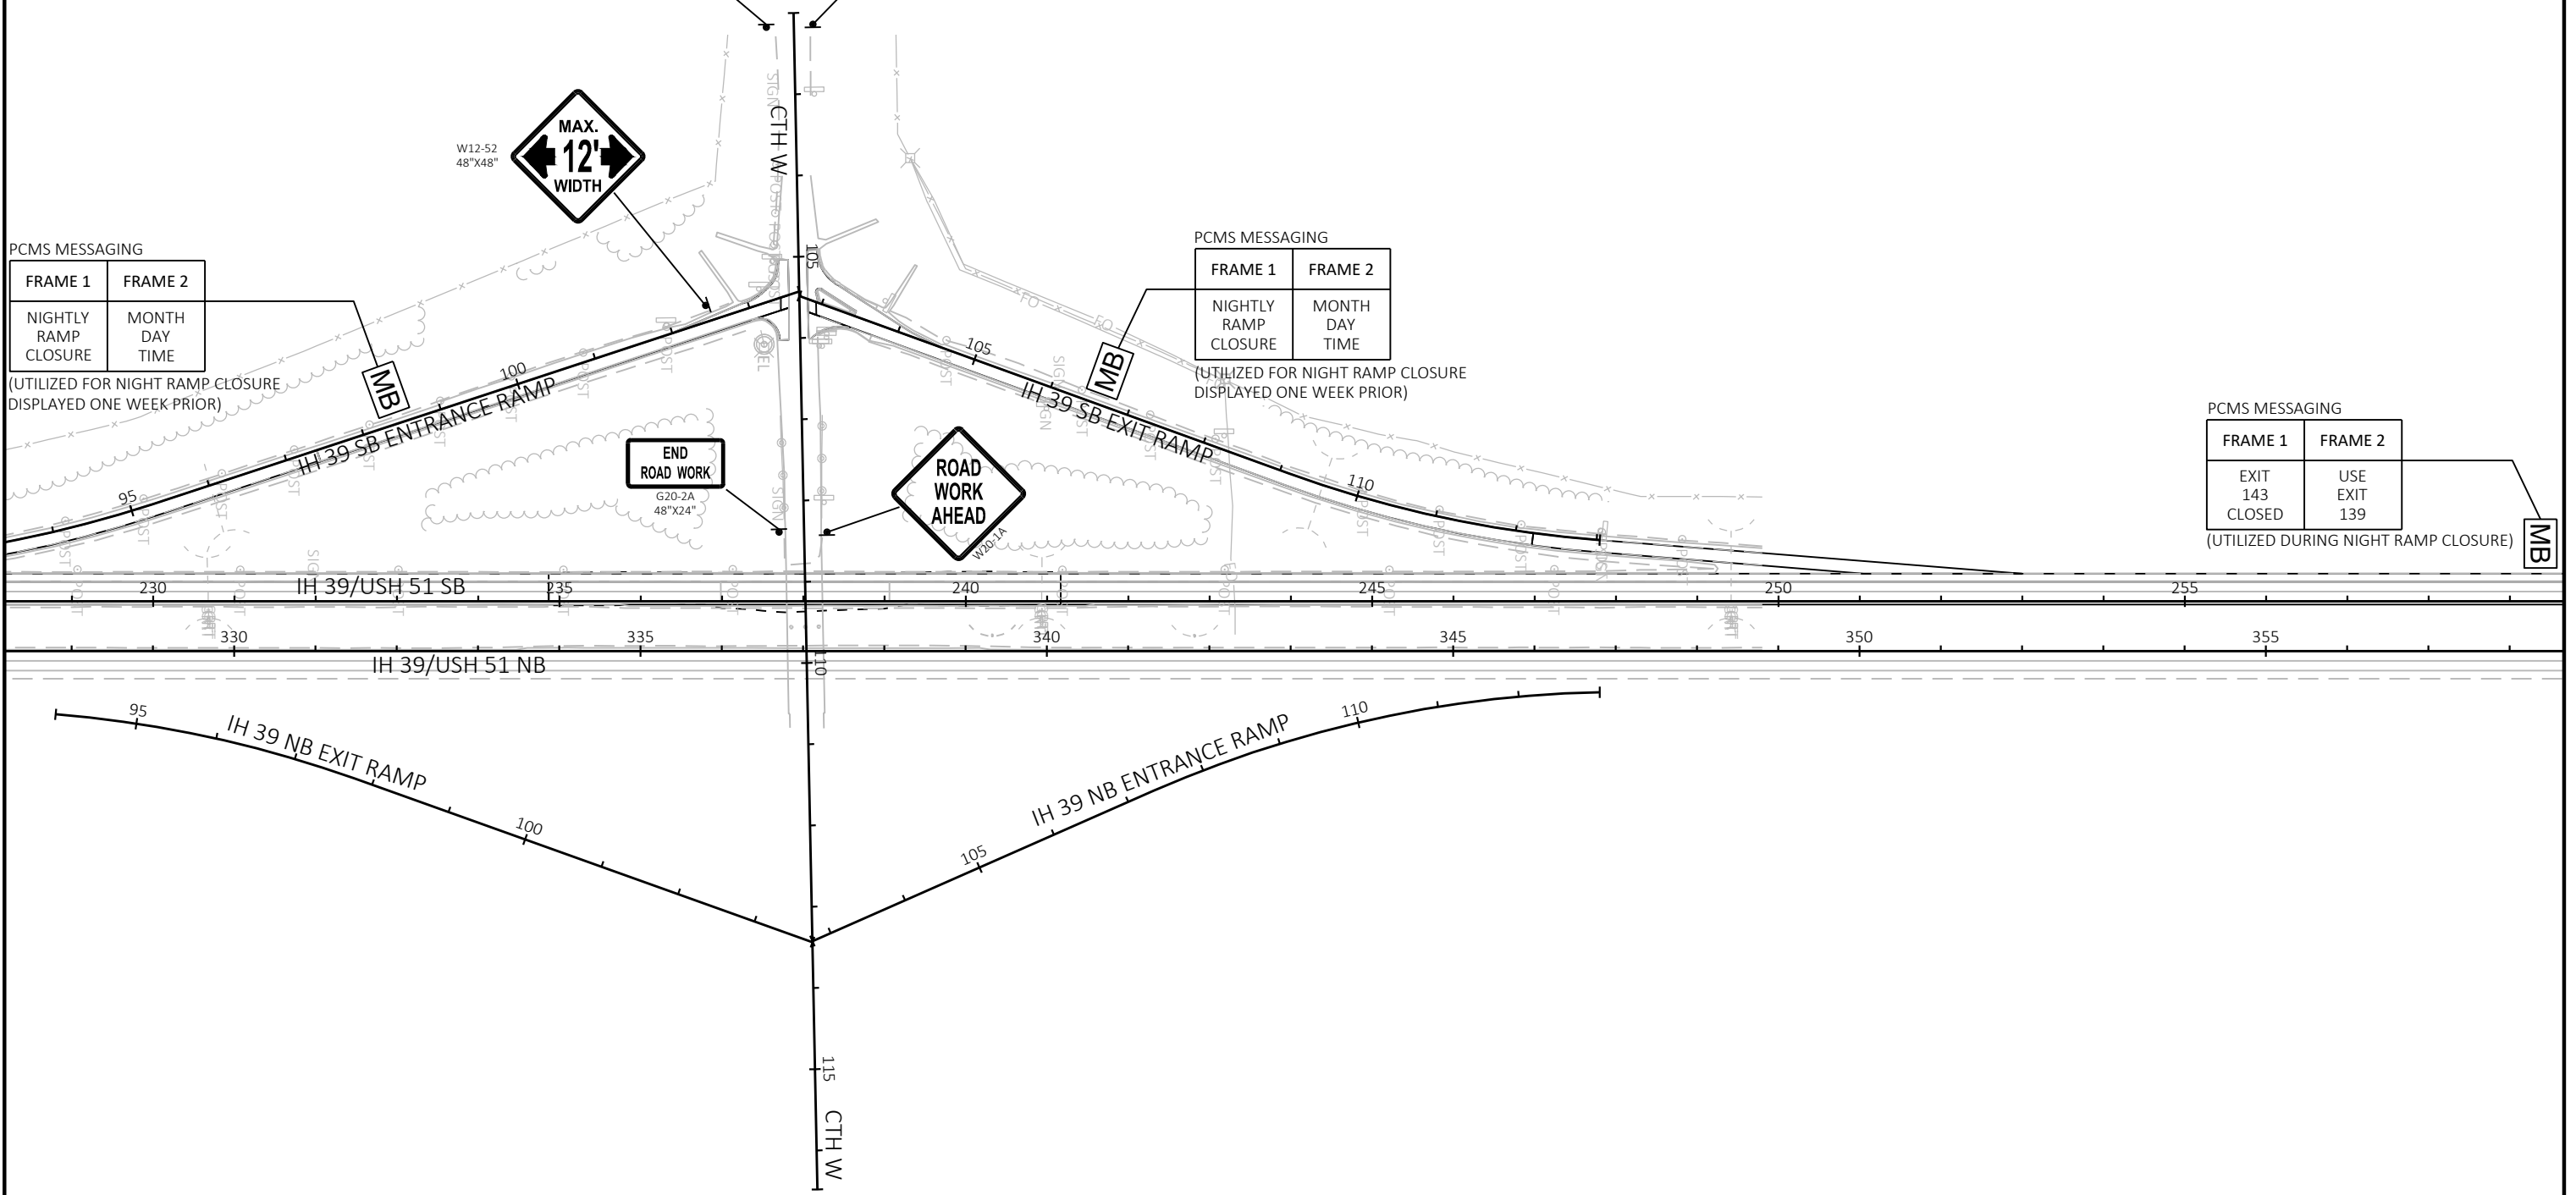 CTH W
MAX.
12'
WIDTH
W12-52
48"X48"
PCMS MESSAGING
FRAME 1 FRAME 2
NIGHTLY MONTH
RAMP DAY
CLOSURE TIME
(UTILIZED FOR NIGHT RAMP CLOSURE
DISPLAYED ONE WEEK PRIOR)
MB
PCMS MESSAGING
FRAME 1 FRAME 2
NIGHTLY MONTH
RAMP DAY
CLOSURE TIME
(UTILIZED FOR NIGHT RAMP CLOSURE
DISPLAYED ONE WEEK PRIOR)
MB
PCMS MESSAGING
FRAME 1 FRAME 2
EXIT USE
143 EXIT
CLOSED 139
(UTILIZED DURING NIGHT RAMP CLOSURE)
MB
105
95
100
IH 39 SB ENTRANCE RAMP
105
110
IH 39 SB EXIT RAMP
FO
FO
SIGN
END
ROAD WORK
G20-2A
48"X24"
ROAD
WORK
AHEAD
W20-1A
IH 39/USH 51 SB
230 235 240 245 250 255
330 335 340 345 350 355
IH 39/USH 51 NB
110
95
100
IH 39 NB EXIT RAMP
105
110
IH 39 NB ENTRANCE RAMP
115
CTH W